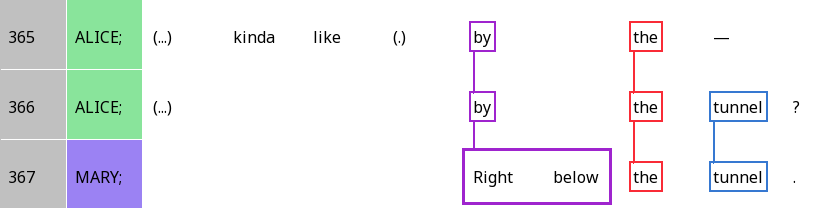 365 ALICE; (...) kinda like (.) by the —
366 ALICE; (...) by the tunnel ?
367 MARY; Right below the tunnel .